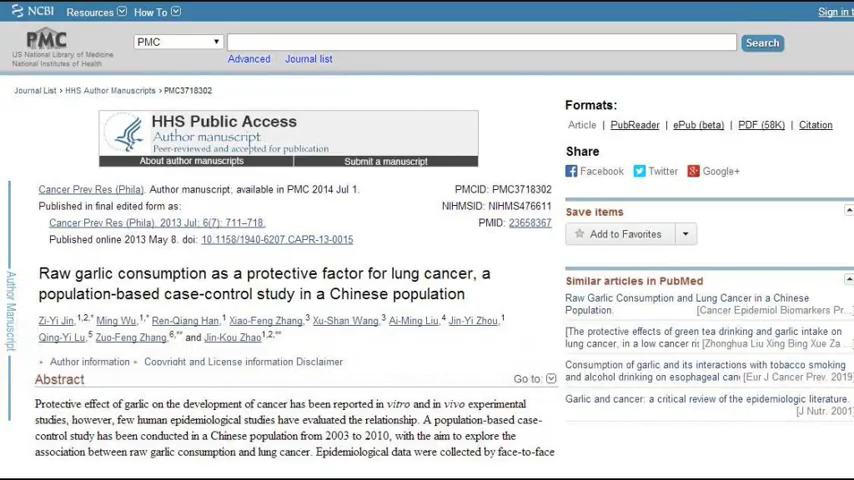 NCBI Resources How To Sign in t
PMC
US National Library of Medicine
National Institutes of Health
PMC Search
Advanced Journal list
Journal List > HHS Author Manuscripts > PMC3718302
HHS Public Access
Author manuscript
Peer-reviewed and accepted for publication
About author manuscripts Submit a manuscript
Cancer Prev Res (Phila). Author manuscript; available in PMC 2014 Jul 1.
Published in final edited form as:
Cancer Prev Res (Phila). 2013 Jul; 6(7): 711–718.
Published online 2013 May 8. doi: 10.1158/1940-6207.CAPR-13-0015
PMCID: PMC3718302
NIHMSID: NIHMS476611
PMID: 23658367
Raw garlic consumption as a protective factor for lung cancer, a
population-based case-control study in a Chinese population
Zi-Yi Jin,1,2,* Ming Wu,1,* Ren-Qiang Han,1 Xiao-Feng Zhang,3 Xu-Shan Wang,3 Ai-Ming Liu,4 Jin-Yi Zhou,1
Qing-Yi Lu,5 Zuo-Feng Zhang,6,** and Jin-Kou Zhao1,2,**
Author information Copyright and License information Disclaimer
Abstract Go to:
Protective effect of garlic on the development of cancer has been reported in vitro and in vivo experimental
studies, however, few human epidemiological studies have evaluated the relationship. A population-based case-
control study has been conducted in a Chinese population from 2003 to 2010, with the aim to explore the
association between raw garlic consumption and lung cancer. Epidemiological data were collected by face-to-face
Author Manuscript
Formats:
Article | PubReader | ePub (beta) | PDF (58K) | Citation
Share
Facebook Twitter Google+
Save items
Add to Favorites
Similar articles in PubMed
Raw Garlic Consumption and Lung Cancer in a Chinese
Population. [Cancer Epidemiol Biomarkers Pr...
[The protective effects of green tea drinking and garlic intake on
lung cancer, in a low cancer ri [Zhonghua Liu Xing Bing Xue Za ...
Consumption of garlic and its interactions with tobacco smoking
and alcohol drinking on esophageal canc [Eur J Cancer Prev. 2019]
Garlic and cancer: a critical review of the epidemiologic literature.
[J Nutr. 2001]